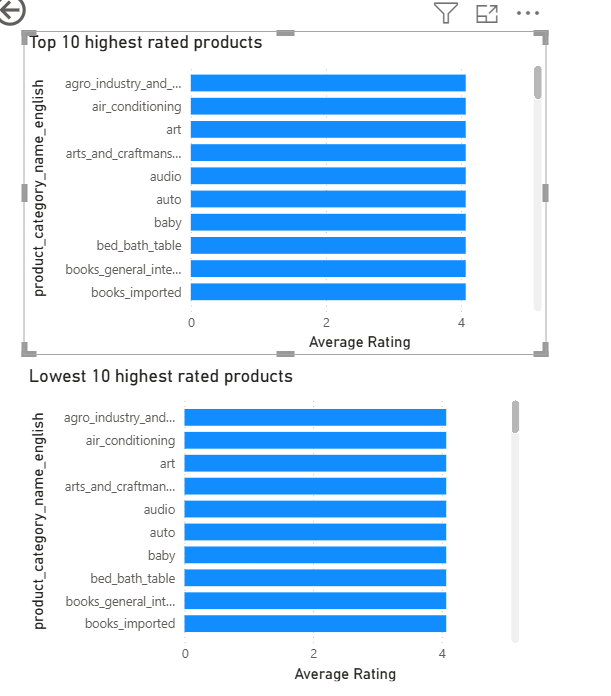 Top 10 highest rated products
product_category_name_english
agro_industry_and_...
air_conditioning
art
arts_and_craftmans...
audio
auto
baby
bed_bath_table
books_general_inte...
books_imported
0 2 4
Average Rating
Lowest 10 highest rated products
product_category_name_english
agro_industry_and...
air_conditioning
art
arts_and_craftman...
audio
auto
baby
bed_bath_table
books_general_int...
books_imported
0 2 4
Average Rating